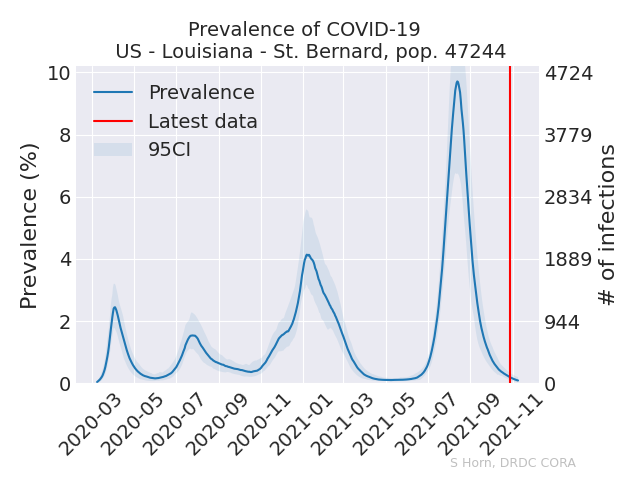 Prevalence of COVID-19
US - Louisiana - St. Bernard, pop. 47244
Prevalence
Latest data
95CI
Prevalence (%)
10
8
6
4
2
0
4724
3779
2834
1889
944
0
# of infections
2020-03
2020-05
2020-07
2020-09
2020-11
2021-01
2021-03
2021-05
2021-07
2021-09
2021-11
S Horn, DRDC CORA